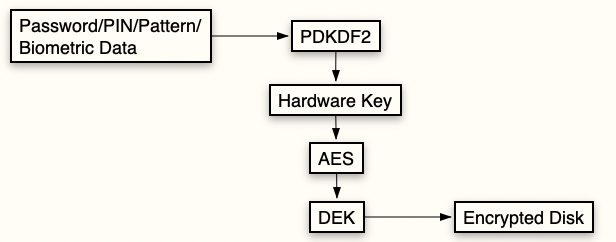 Password/PIN/Pattern/
Biometric Data
PDKDF2
Hardware Key
AES
DEK
Encrypted Disk